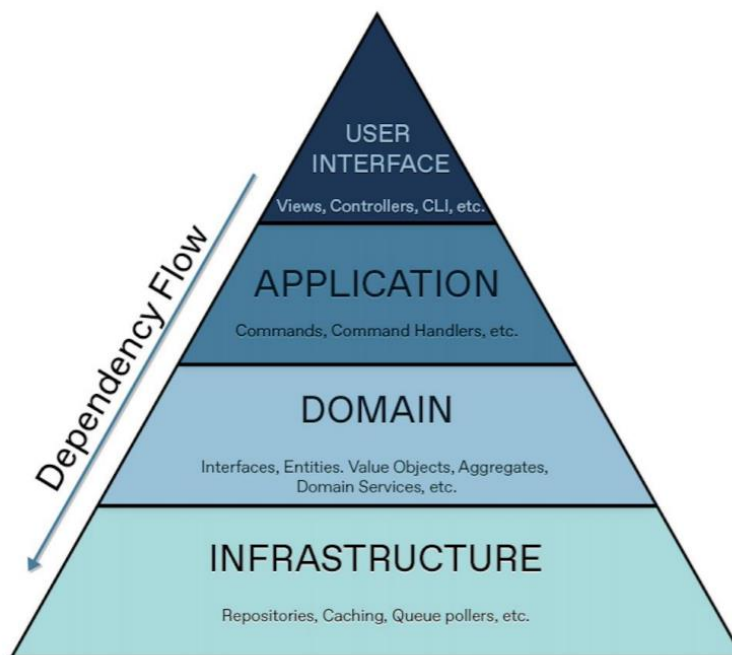 USER
INTERFACE
Views, Controllers, CLI, etc.
Dependency Flow
APPLICATION
Commands, Command Handlers, etc.
DOMAIN
Interfaces, Entities. Value Objects, Aggregates,
Domain Services, etc.
INFRASTRUCTURE
Repositories, Caching, Queue pollers, etc.